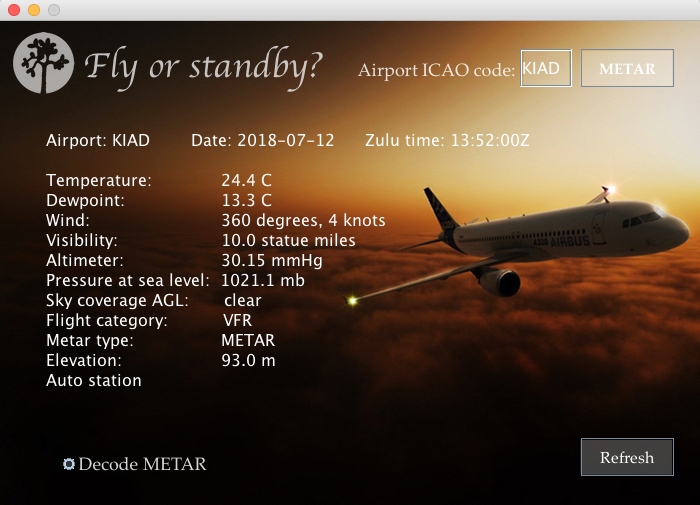 Fly or standby?
Airport ICAO code: KIAD METAR
Airport: KIAD Date: 2018-07-12 Zulu time: 13:52:00Z
Temperature: 24.4 C
Dewpoint: 13.3 C
Wind: 360 degrees, 4 knots
Visibility: 10.0 statue miles
Altimeter: 30.15 mmHg
Pressure at sea level: 1021.1 mb
Sky coverage AGL: clear
Flight category: VFR
Metar type: METAR
Elevation: 93.0 m
Auto station
A320 AIRBUS
Decode METAR
Refresh